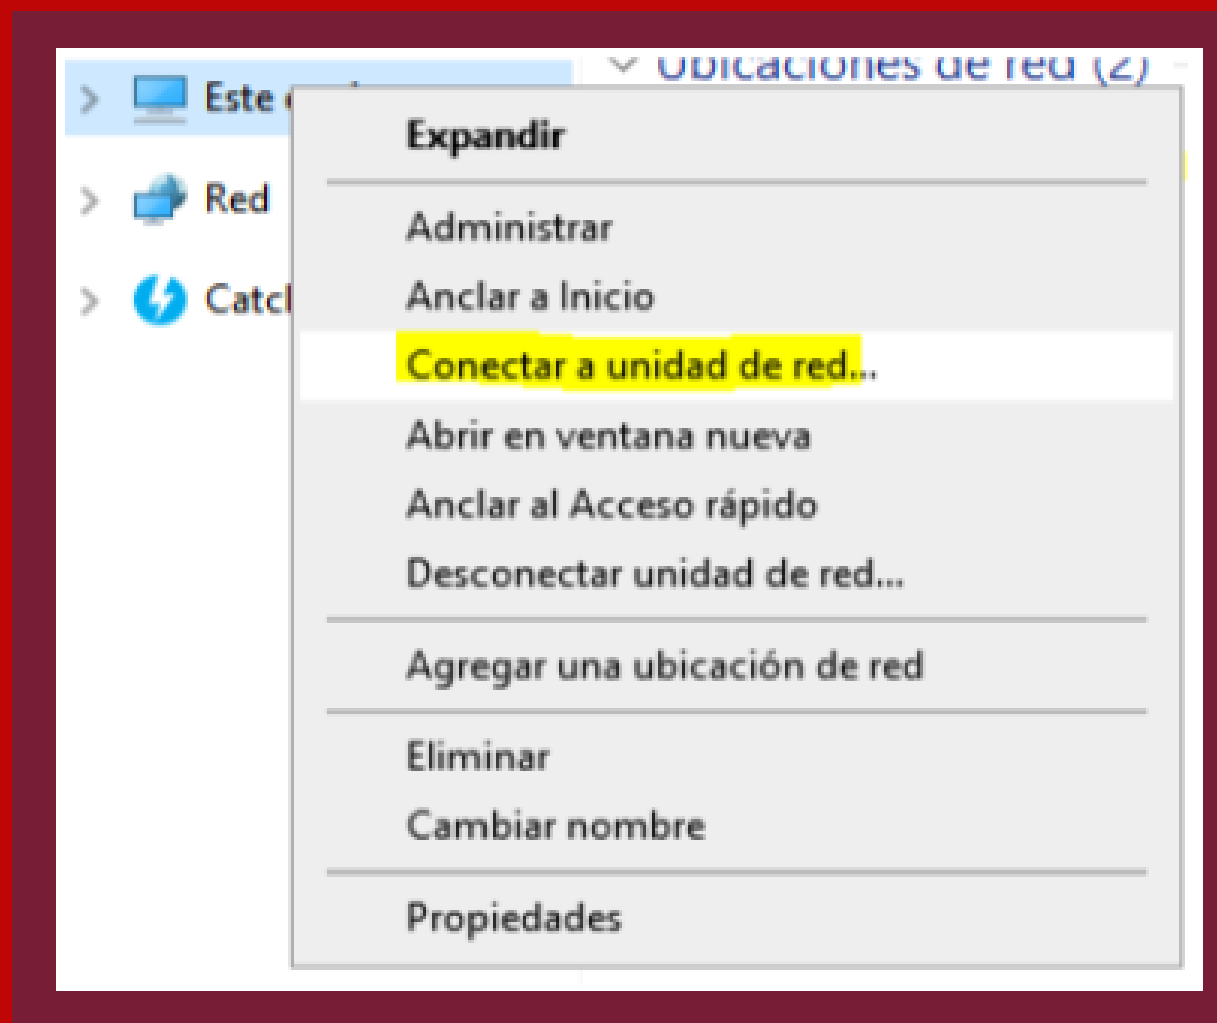 Ubicaciones de red (2)
Este
Expandir
Red
Administrar
Anclar a Inicio
Conectar a unidad de red...
Abrir en ventana nueva
Anclar al Acceso rápido
Desconectar unidad de red...
Agregar una ubicación de red
Eliminar
Cambiar nombre
Propiedades